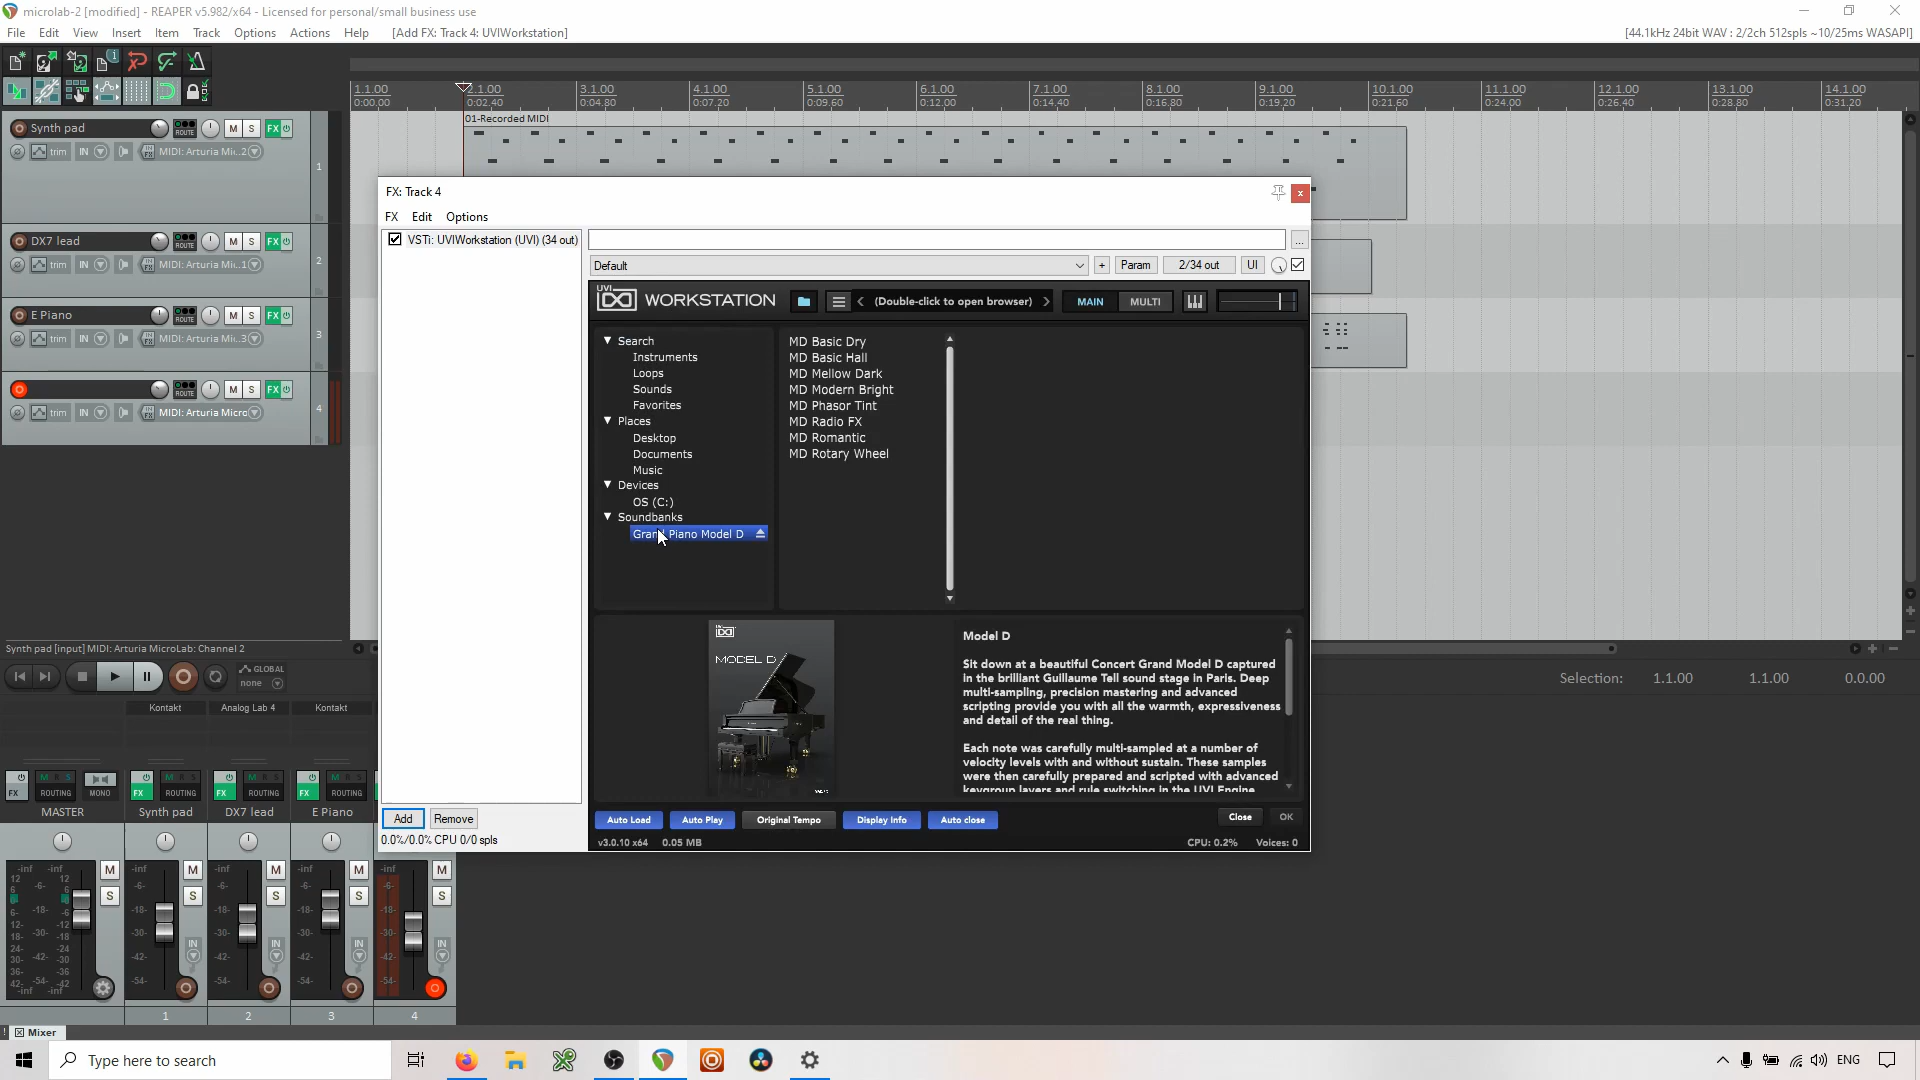 microlab-2 [modified] - REAPER v5.982/x64 - Licensed for personal/small business use
File Edit View Insert Item Track Options Actions Help [Add FX: Track 4: UVIWorkstation] [44.1kHz 24bit WAV : 2/2ch 512spls ~10/25ms WASAPI]
1.1.00 2.1.00 3.1.00 4.1.00 5.1.00 6.1.00 7.1.00 8.1.00 9.1.00 10.1.00 11.1.00 12.1.00 13.1.00 14.1.00
0:00.00 0:02.40 0:04.80 0:07.20 0:09.60 0:12.00 0:14.40 0:16.80 0:19.20 0:21.60 0:24.00 0:26.40 0:28.80 0:31.20
01-Recorded MIDI
Synth pad ROUTE M S FX
trim IN FX MIDI: Arturia Mi..2
1
DX7 lead ROUTE M S FX
trim IN FX MIDI: Arturia Mi..1
2
E Piano ROUTE M S FX
trim IN FX MIDI: Arturia Mi..3
3
ROUTE M S FX
trim IN FX MIDI: Arturia Micro
4
FX: Track 4
FX Edit Options
VSTi: UVIWorkstation (UVI) (34 out)
...
Default + Param 2/34 out UI
UVI WORKSTATION (Double-click to open browser) MAIN MULTI
Search
Instruments
Loops
Sounds
Favorites
Places
Desktop
Documents
Music
Devices
OS (C:)
Soundbanks
Grand Piano Model D
MD Basic Dry
MD Basic Hall
MD Mellow Dark
MD Modern Bright
MD Phasor Tint
MD Radio FX
MD Romantic
MD Rotary Wheel
MODEL D
Model D
Sit down at a beautiful Concert Grand Model D captured
in the brilliant Guillaume Tell sound stage in Paris. Deep
multi-sampling, precision mastering and advanced
scripting provide you with all the warmth, expressiveness
and detail of the real thing.
Each note was carefully multi-sampled at a number of
velocity levels with and without sustain. These samples
were then carefully prepared and scripted with advanced
keygroup layers and rule switching in the UVI Engine
Auto Load Auto Play Original Tempo Display Info Auto close Close OK
v3.0.10 x64 0.05 MB CPU: 0.2% Voices: 0
Add Remove
0.0%/0.0% CPU 0/0 spls
Synth pad [input] MIDI: Arturia MicroLab: Channel 2
GLOBAL
none
Selection: 1.1.00 1.1.00 0.0.00
Kontakt Analog Lab 4 Kontakt
FX M R S ROUTING MONO FX M R S ROUTING FX M R S ROUTING FX M R S ROUTING
MASTER Synth pad DX7 lead E Piano
-inf -inf M -inf M -inf M -inf M -inf M
12 12
6 -6- 6 -6- -6- -6- -6-
0 0 S S S S S
6- -18- -6 -18- -18- -18- -18-
12- -12
18- -30- -18 -30- -30- -30- -30-
24- -24 IN IN IN IN
30- -42- -30 -42- -42- -42- -42-
36- -36
42- -54- -42 -54- -54- -54- -54-
-inf -inf
1 2 3 4
! Mixer
Type here to search
ENG